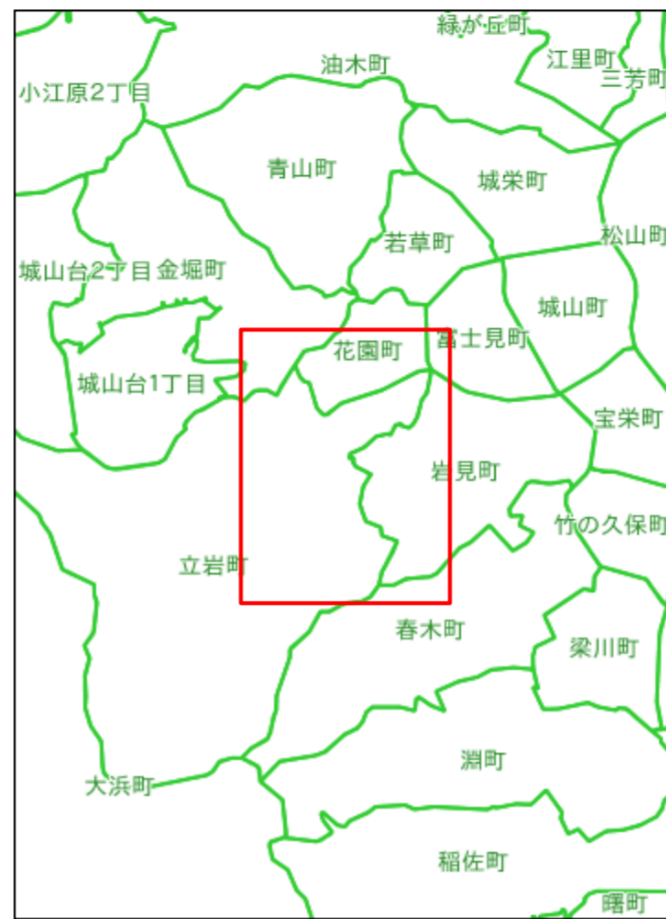 緑が丘町
江里町
油木町
三芳町
小江原2丁目
青山町
城栄町
松山町
若草町
城山台2丁目
金堀町
城山町
富士見町
花園町
城山台1丁目
宝栄町
岩見町
竹の久保町
立岩町
春木町
梁川町
淵町
大浜町
稲佐町
曙町